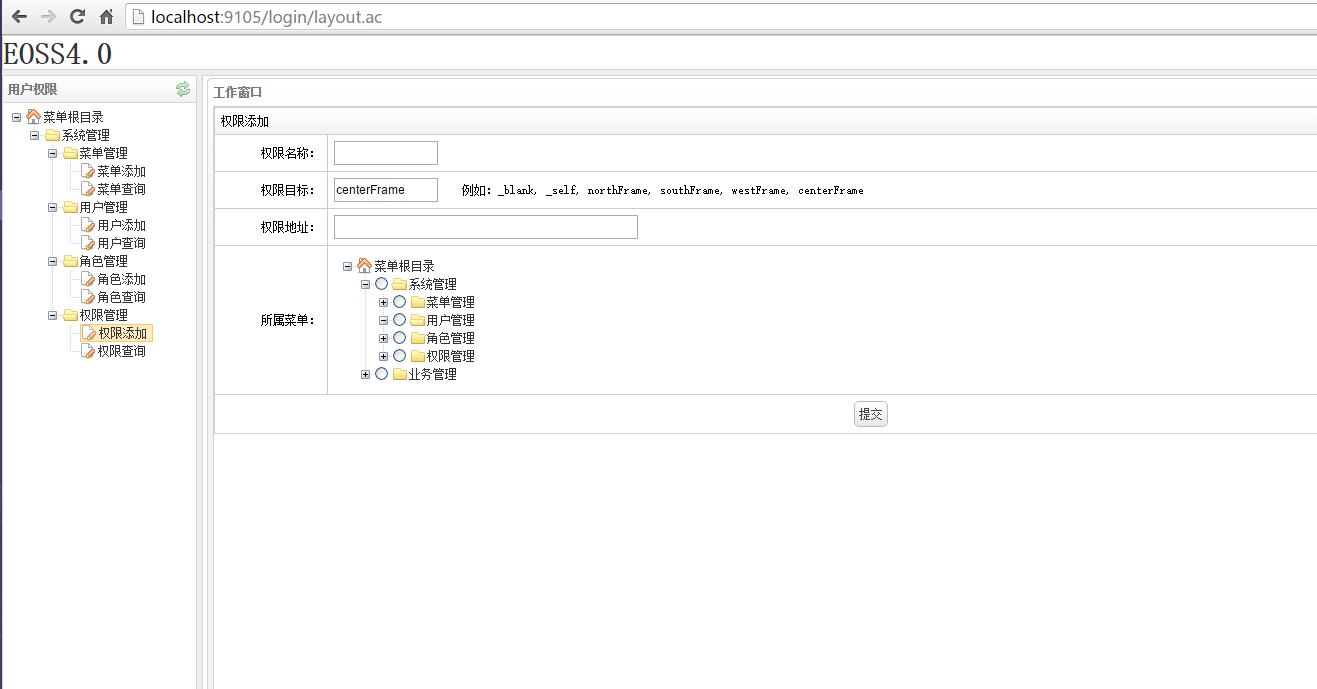 localhost:9105/login/layout.ac
EOSS4.0
用户权限
菜单根目录
系统管理
菜单管理
菜单添加
菜单查询
用户管理
用户添加
用户查询
角色管理
角色添加
角色查询
权限管理
权限添加
权限查询
工作窗口
权限添加
权限名称：
权限目标： centerFrame 例如：_blank, _self, northFrame, southFrame, westFrame, centerFrame
权限地址：
所属菜单：
菜单根目录
系统管理
菜单管理
用户管理
角色管理
权限管理
业务管理
提交